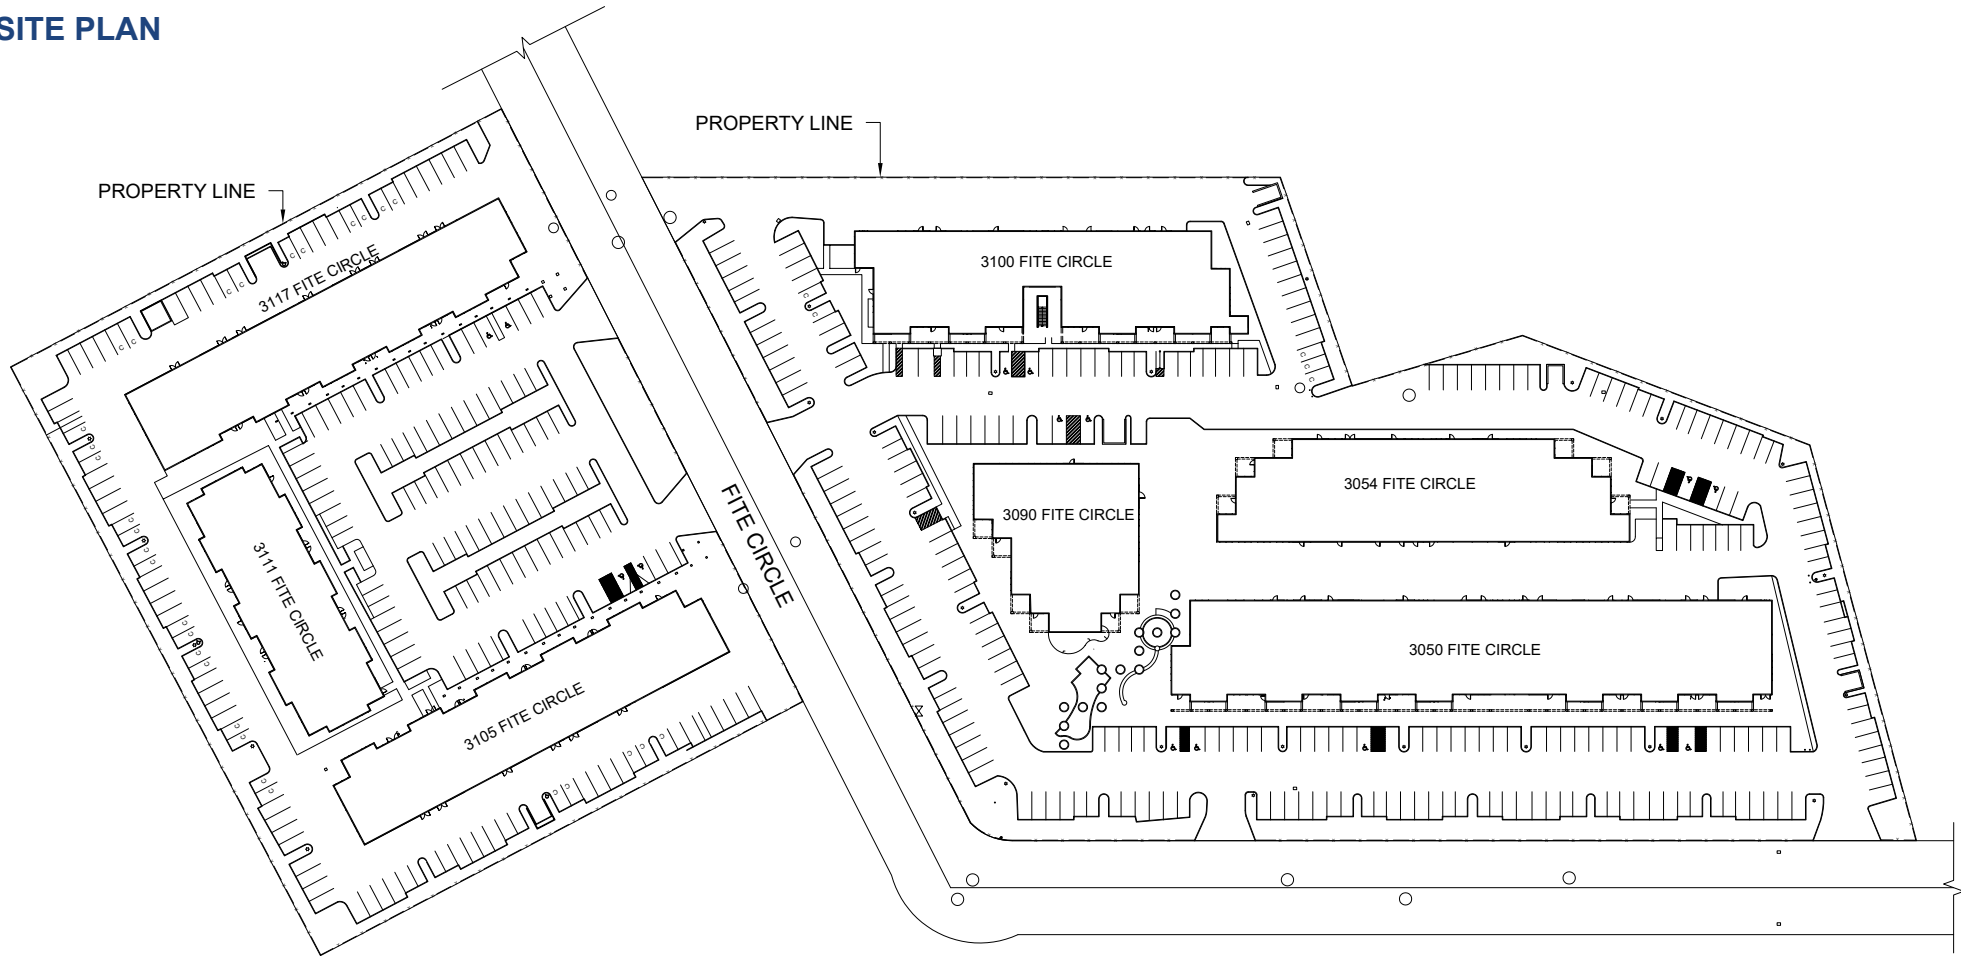 SITE PLAN
PROPERTY LINE
PROPERTY LINE
3117 FITE CIRCLE
3100 FITE CIRCLE
3054 FITE CIRCLE
3090 FITE CIRCLE
FITE CIRCLE
3111 FITE CIRCLE
3050 FITE CIRCLE
3105 FITE CIRCLE